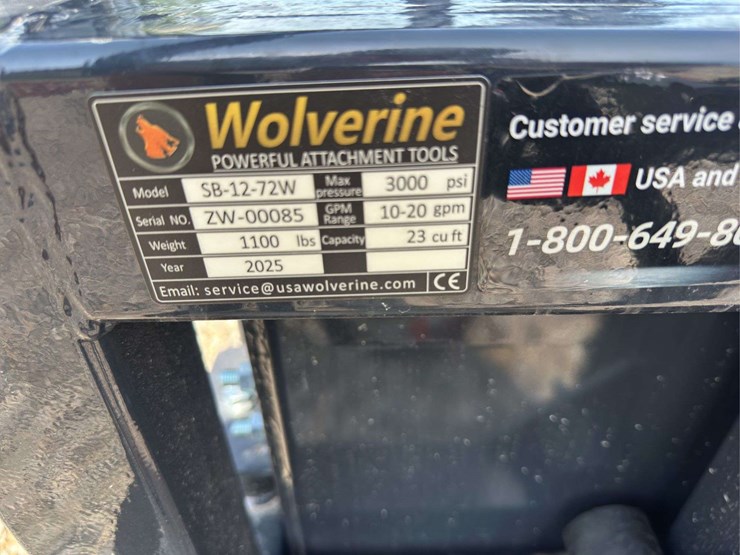 Wolverine
POWERFUL ATTACHMENT TOOLS
Model SB-12-72W Max pressure 3000 psi
Serial NO. ZW-00085 GPM Range 10-20 gpm
Weight 1100 lbs Capacity 23 cu ft
Year 2025
Email: service@usawolverine.com CE
Customer service
USA and
1-800-649-8